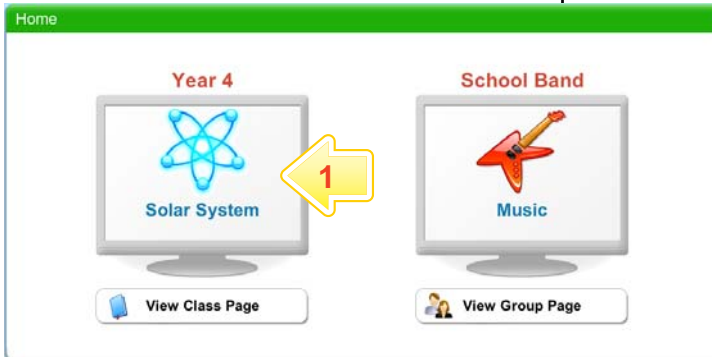 Home
Year 4
School Band
1
Solar System
Music
View Class Page
View Group Page